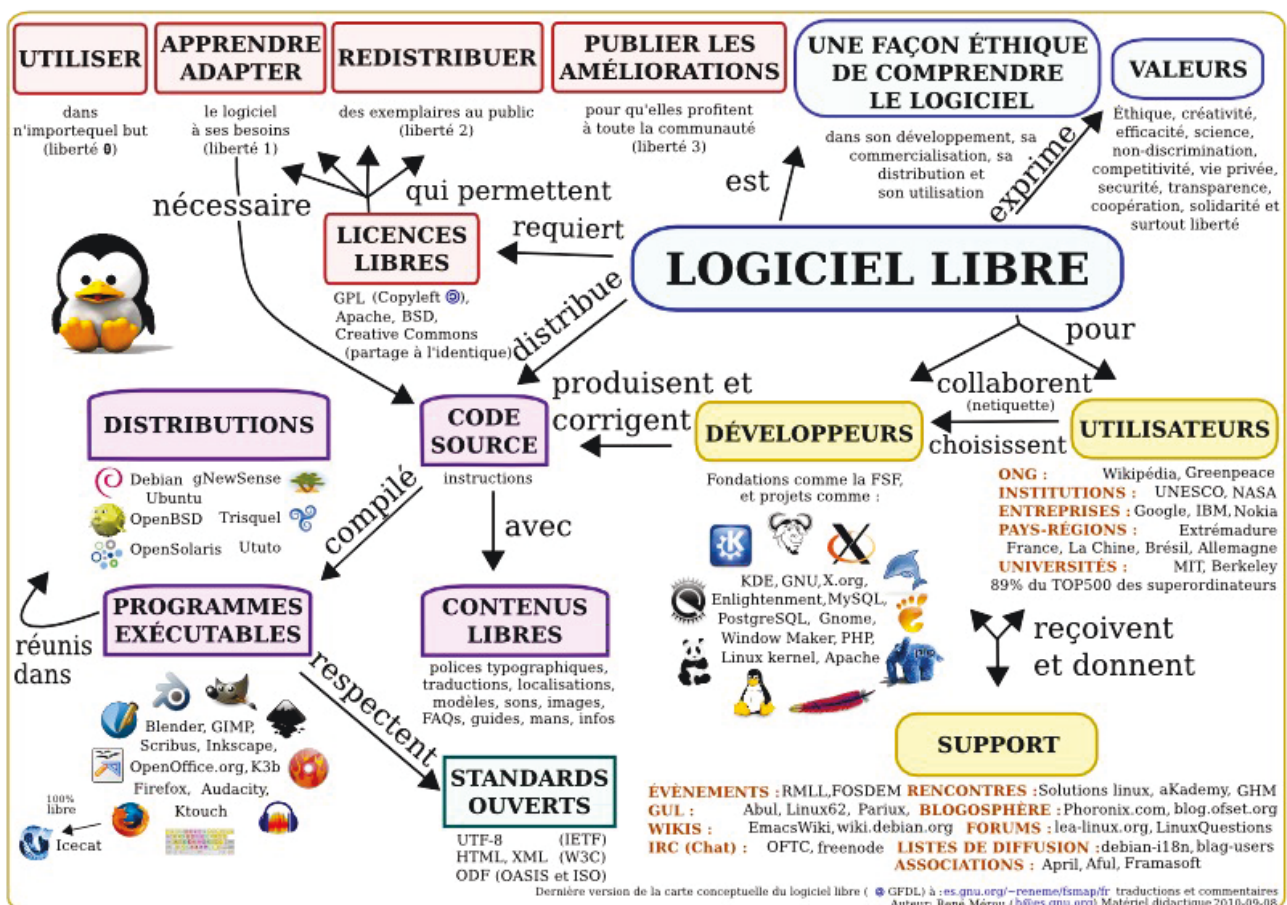 UTILISER
dans
n'importequel but
(liberté 0)
APPRENDRE
ADAPTER
le logiciel
à ses besoins
(liberté 1)
REDISTRIBUER
des exemplaires au public
(liberté 2)
PUBLIER LES
AMÉLIORATIONS
pour qu'elles profitent
à toute la communauté
(liberté 3)
UNE FAÇON ÉTHIQUE
DE COMPRENDRE
LE LOGICIEL
dans son développement, sa
commercialisation, sa
distribution et
son utilisation
VALEURS
Éthique, créativité,
efficacité, science,
non-discrimination,
competitivité, vie privée,
securité, transparence,
coopération, solidarité et
surtout liberté
nécessaire
qui permettent
requiert
est
exprime
LICENCES
LIBRES
GPL (Copyleft),
Apache, BSD,
Creative Commons
(partage à l'identique)
LOGICIEL LIBRE
distribue
pour
produisent et
corrigent
collaborent
(netiquette)
choisissent
DISTRIBUTIONS
Debian gNewSense
Ubuntu
OpenBSD Trisquel
OpenSolaris Ututo
CODE
SOURCE
instructions
compilé
avec
DÉVELOPPEURS
Fondations comme la FSF,
et projets comme :
K
X
KDE, GNU,X.org,
Enlightenment,MySQL,
PostgreSQL, Gnome,
Window Maker, PHP,
Linux kernel, Apache
php
UTILISATEURS
ONG : Wikipédia, Greenpeace
INSTITUTIONS : UNESCO, NASA
ENTREPRISES : Google, IBM, Nokia
PAYS-RÉGIONS : Extrémadure
France, La Chine, Brésil, Allemagne
UNIVERSITÉS : MIT, Berkeley
89% du TOP500 des superordinateurs
réunis
dans
PROGRAMMES
EXÉCUTABLES
Blender, GIMP,
Scribus, Inkscape,
OpenOffice.org, K3b
Firefox, Audacity,
Ktouch
100%
libre
Icecat
respectent
CONTENUS
LIBRES
polices typographiques,
traductions, localisations,
modèles, sons, images,
FAQs, guides, mans, infos
STANDARDS
OUVERTS
UTF-8 (IETF)
HTML, XML (W3C)
ODF (OASIS et ISO)
reçoivent
et donnent
SUPPORT
ÉVÈNEMENTS : RMLL,FOSDEM RENCONTRES :Solutions linux, aKademy, GHM
GUL : Abul, Linux62, Pariux, BLOGOSPHÈRE : Phoronix.com, blog.ofset.org
WIKIS : EmacsWiki, wiki.debian.org FORUMS : lea-linux.org, LinuxQuestions
IRC (Chat) : OFTC, freenode LISTES DE DIFFUSION :debian-i18n, blag-users
ASSOCIATIONS : April, Aful, Framasoft
Dernière version de la carte conceptuelle du logiciel libre ( GFDL) à :es.gnu.org/~reneme/fsmap/fr traductions et commentaires
Auteur: René Mérou (h@es.gnu.org) Matériel didactique 2010-09-08